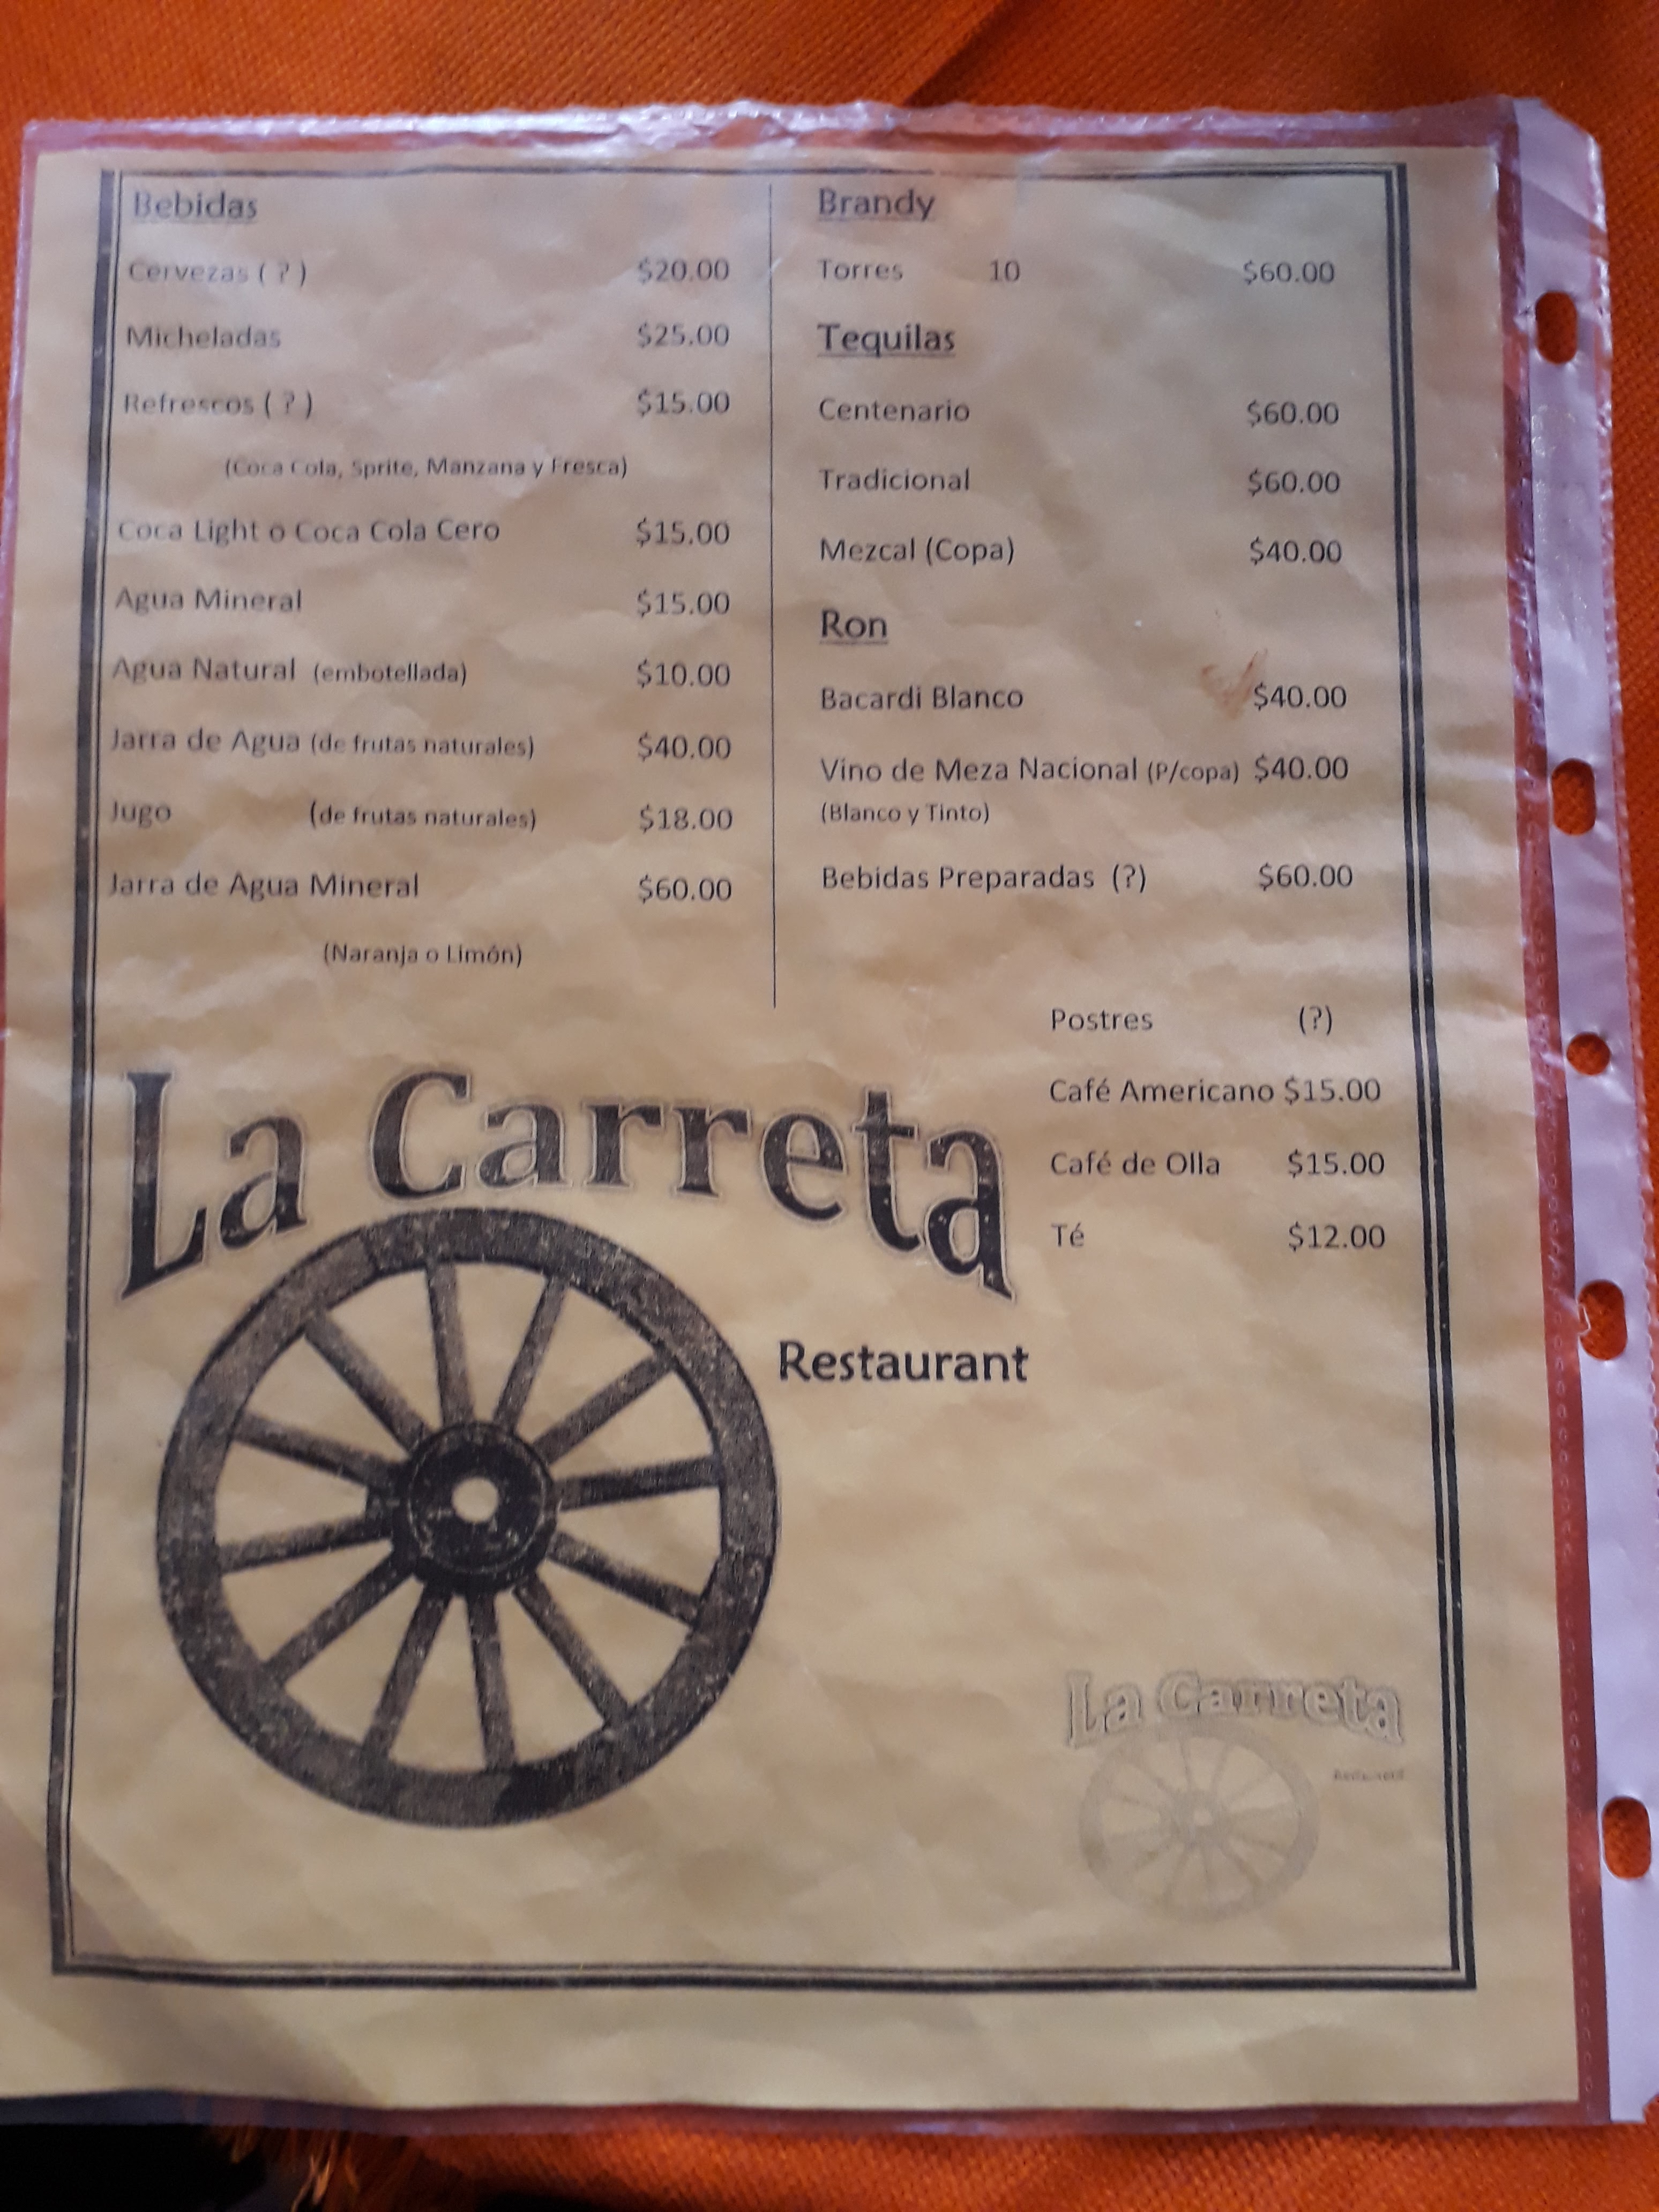 Bebidas
Cervezas ( ? ) $20.00
Micheladas $25.00
Refrescos ( ? ) $15.00
(Coca Cola, Sprite, Manzana y Fresca)
Coca Light o Coca Cola Cero $15.00
Agua Mineral $15.00
Agua Natural (embotellada) $10.00
Jarra de Agua (de frutas naturales) $40.00
Jugo (de frutas naturales) $18.00
Jarra de Agua Mineral $60.00
(Naranja o Limón)
Brandy
Torres 10 $60.00
Tequilas
Centenario $60.00
Tradicional $60.00
Mezcal (Copa) $40.00
Ron
Bacardi Blanco $40.00
Vino de Meza Nacional (P/copa) $40.00
(Blanco y Tinto)
Bebidas Preparadas (?) $60.00
Postres (?)
Café Americano $15.00
Café de Olla $15.00
Té $12.00
La Carreta
Restaurant
La Carreta
Restaurant